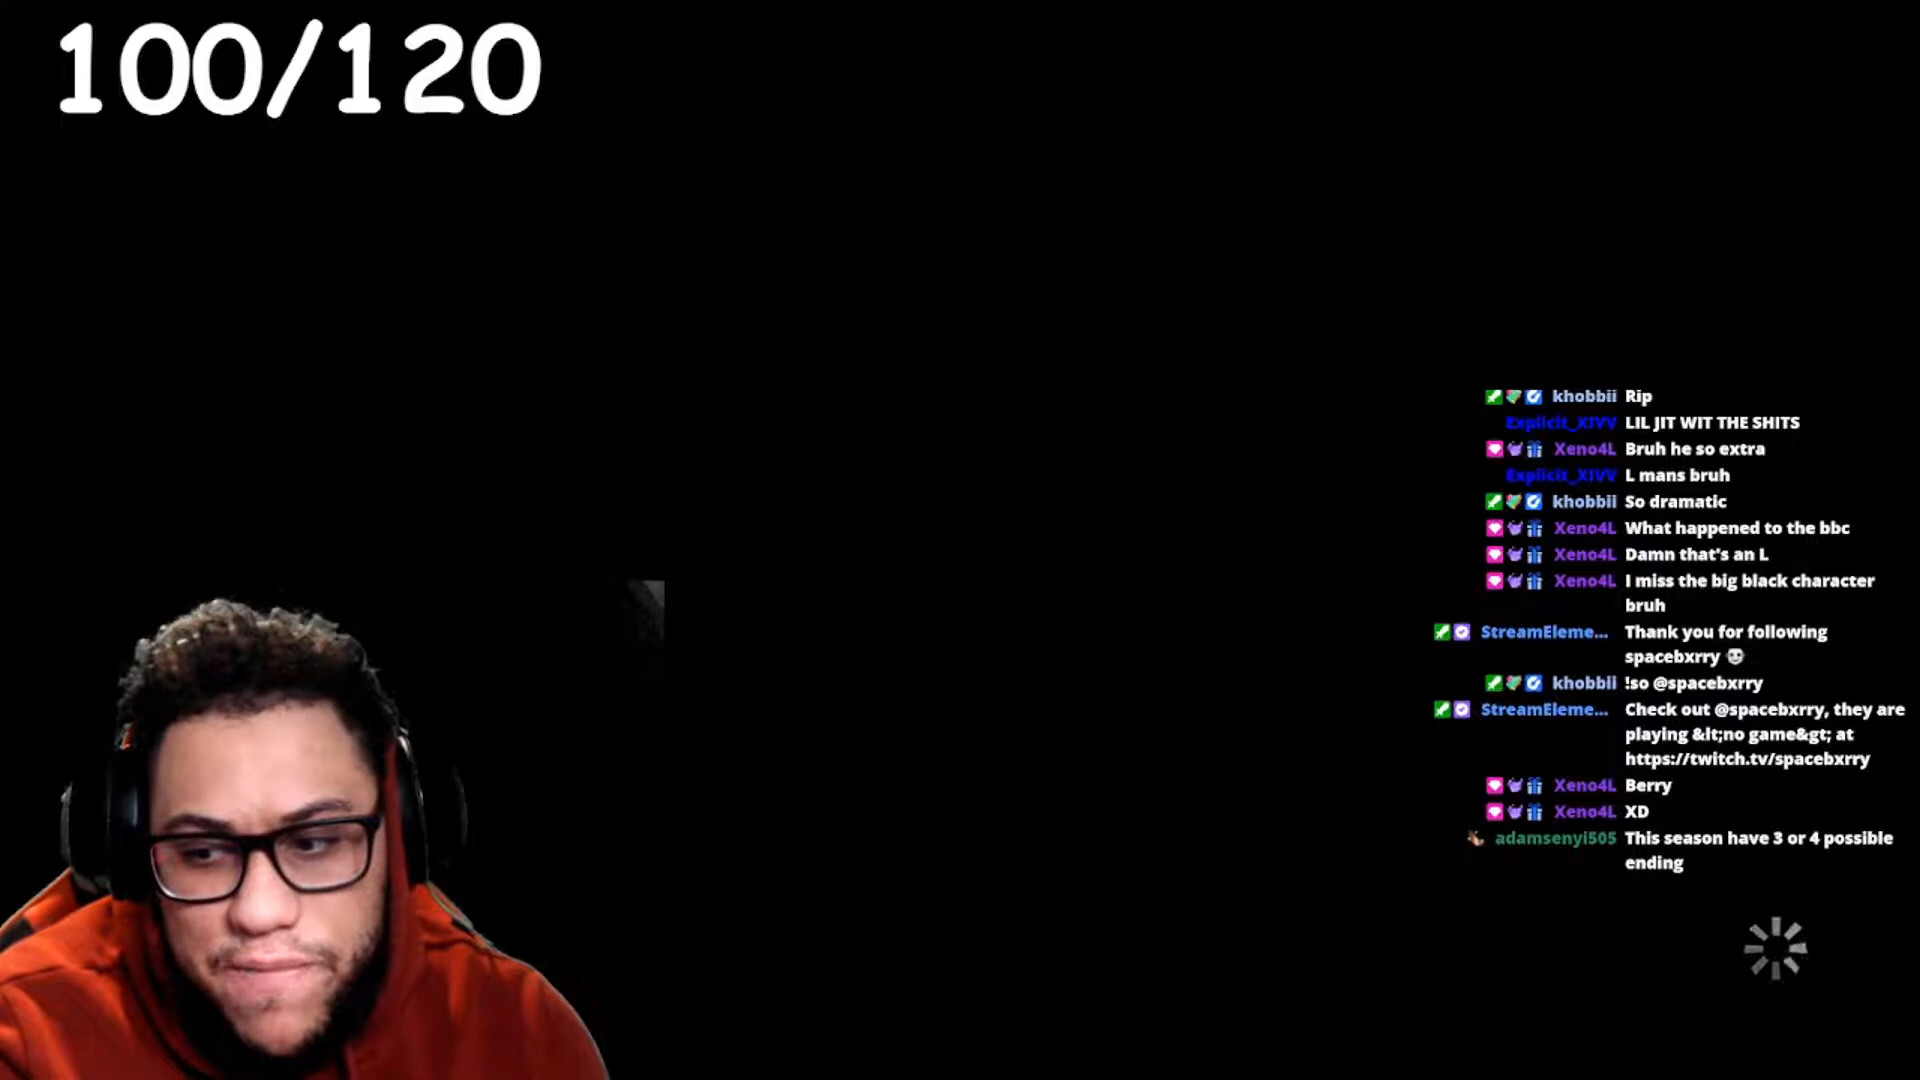 100/120
khobbii Rip
Explicit_XIVV LIL JIT WIT THE SHITS
Xeno4L Bruh he so extra
Explicit_XIVV L mans bruh
khobbii So dramatic
Xeno4L What happened to the bbc
Xeno4L Damn that's an L
Xeno4L I miss the big black character
bruh
StreamEleme... Thank you for following
spacebxrry
khobbii !so @spacebxrry
StreamEleme... Check out @spacebxrry, they are
playing &lt;no game&gt; at
https://twitch.tv/spacebxrry
Xeno4L Berry
Xeno4L XD
adamsenyi505 This season have 3 or 4 possible
ending